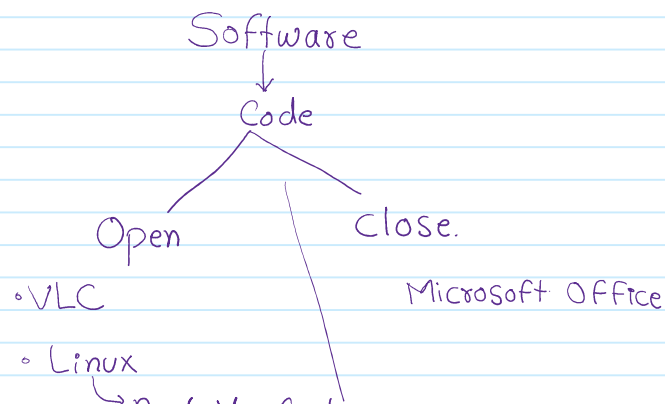 Software
Code
Open
Close.
• VLC
Microsoft Office
• Linux